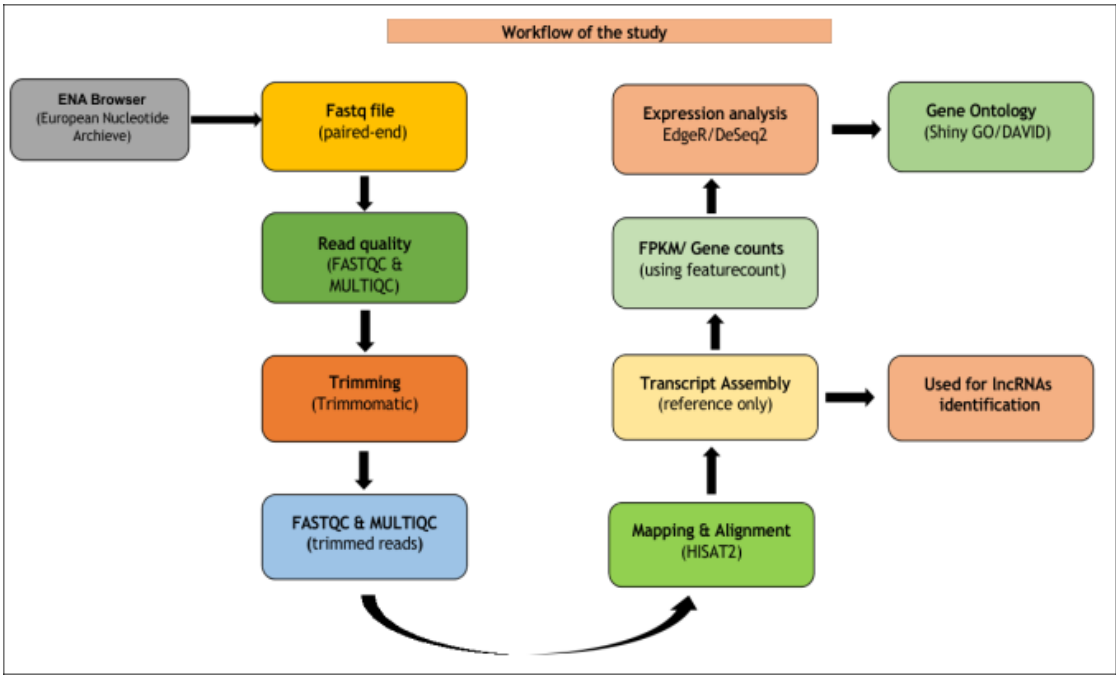 Workflow of the study
ENA Browser
(European Nucleotide
Archieve)
Fastq file
(paired-end)
Read quality
(FASTQC &
MULTIQC)
Trimming
(Trimmomatic)
FASTQC & MULTIQC
(trimmed reads)
Mapping & Alignment
(HISAT2)
Transcript Assembly
(reference only)
Used for lncRNAs
identification
FPKM/ Gene counts
(using featurecount)
Expression analysis
EdgeR/DeSeq2
Gene Ontology
(Shiny GO/DAVID)